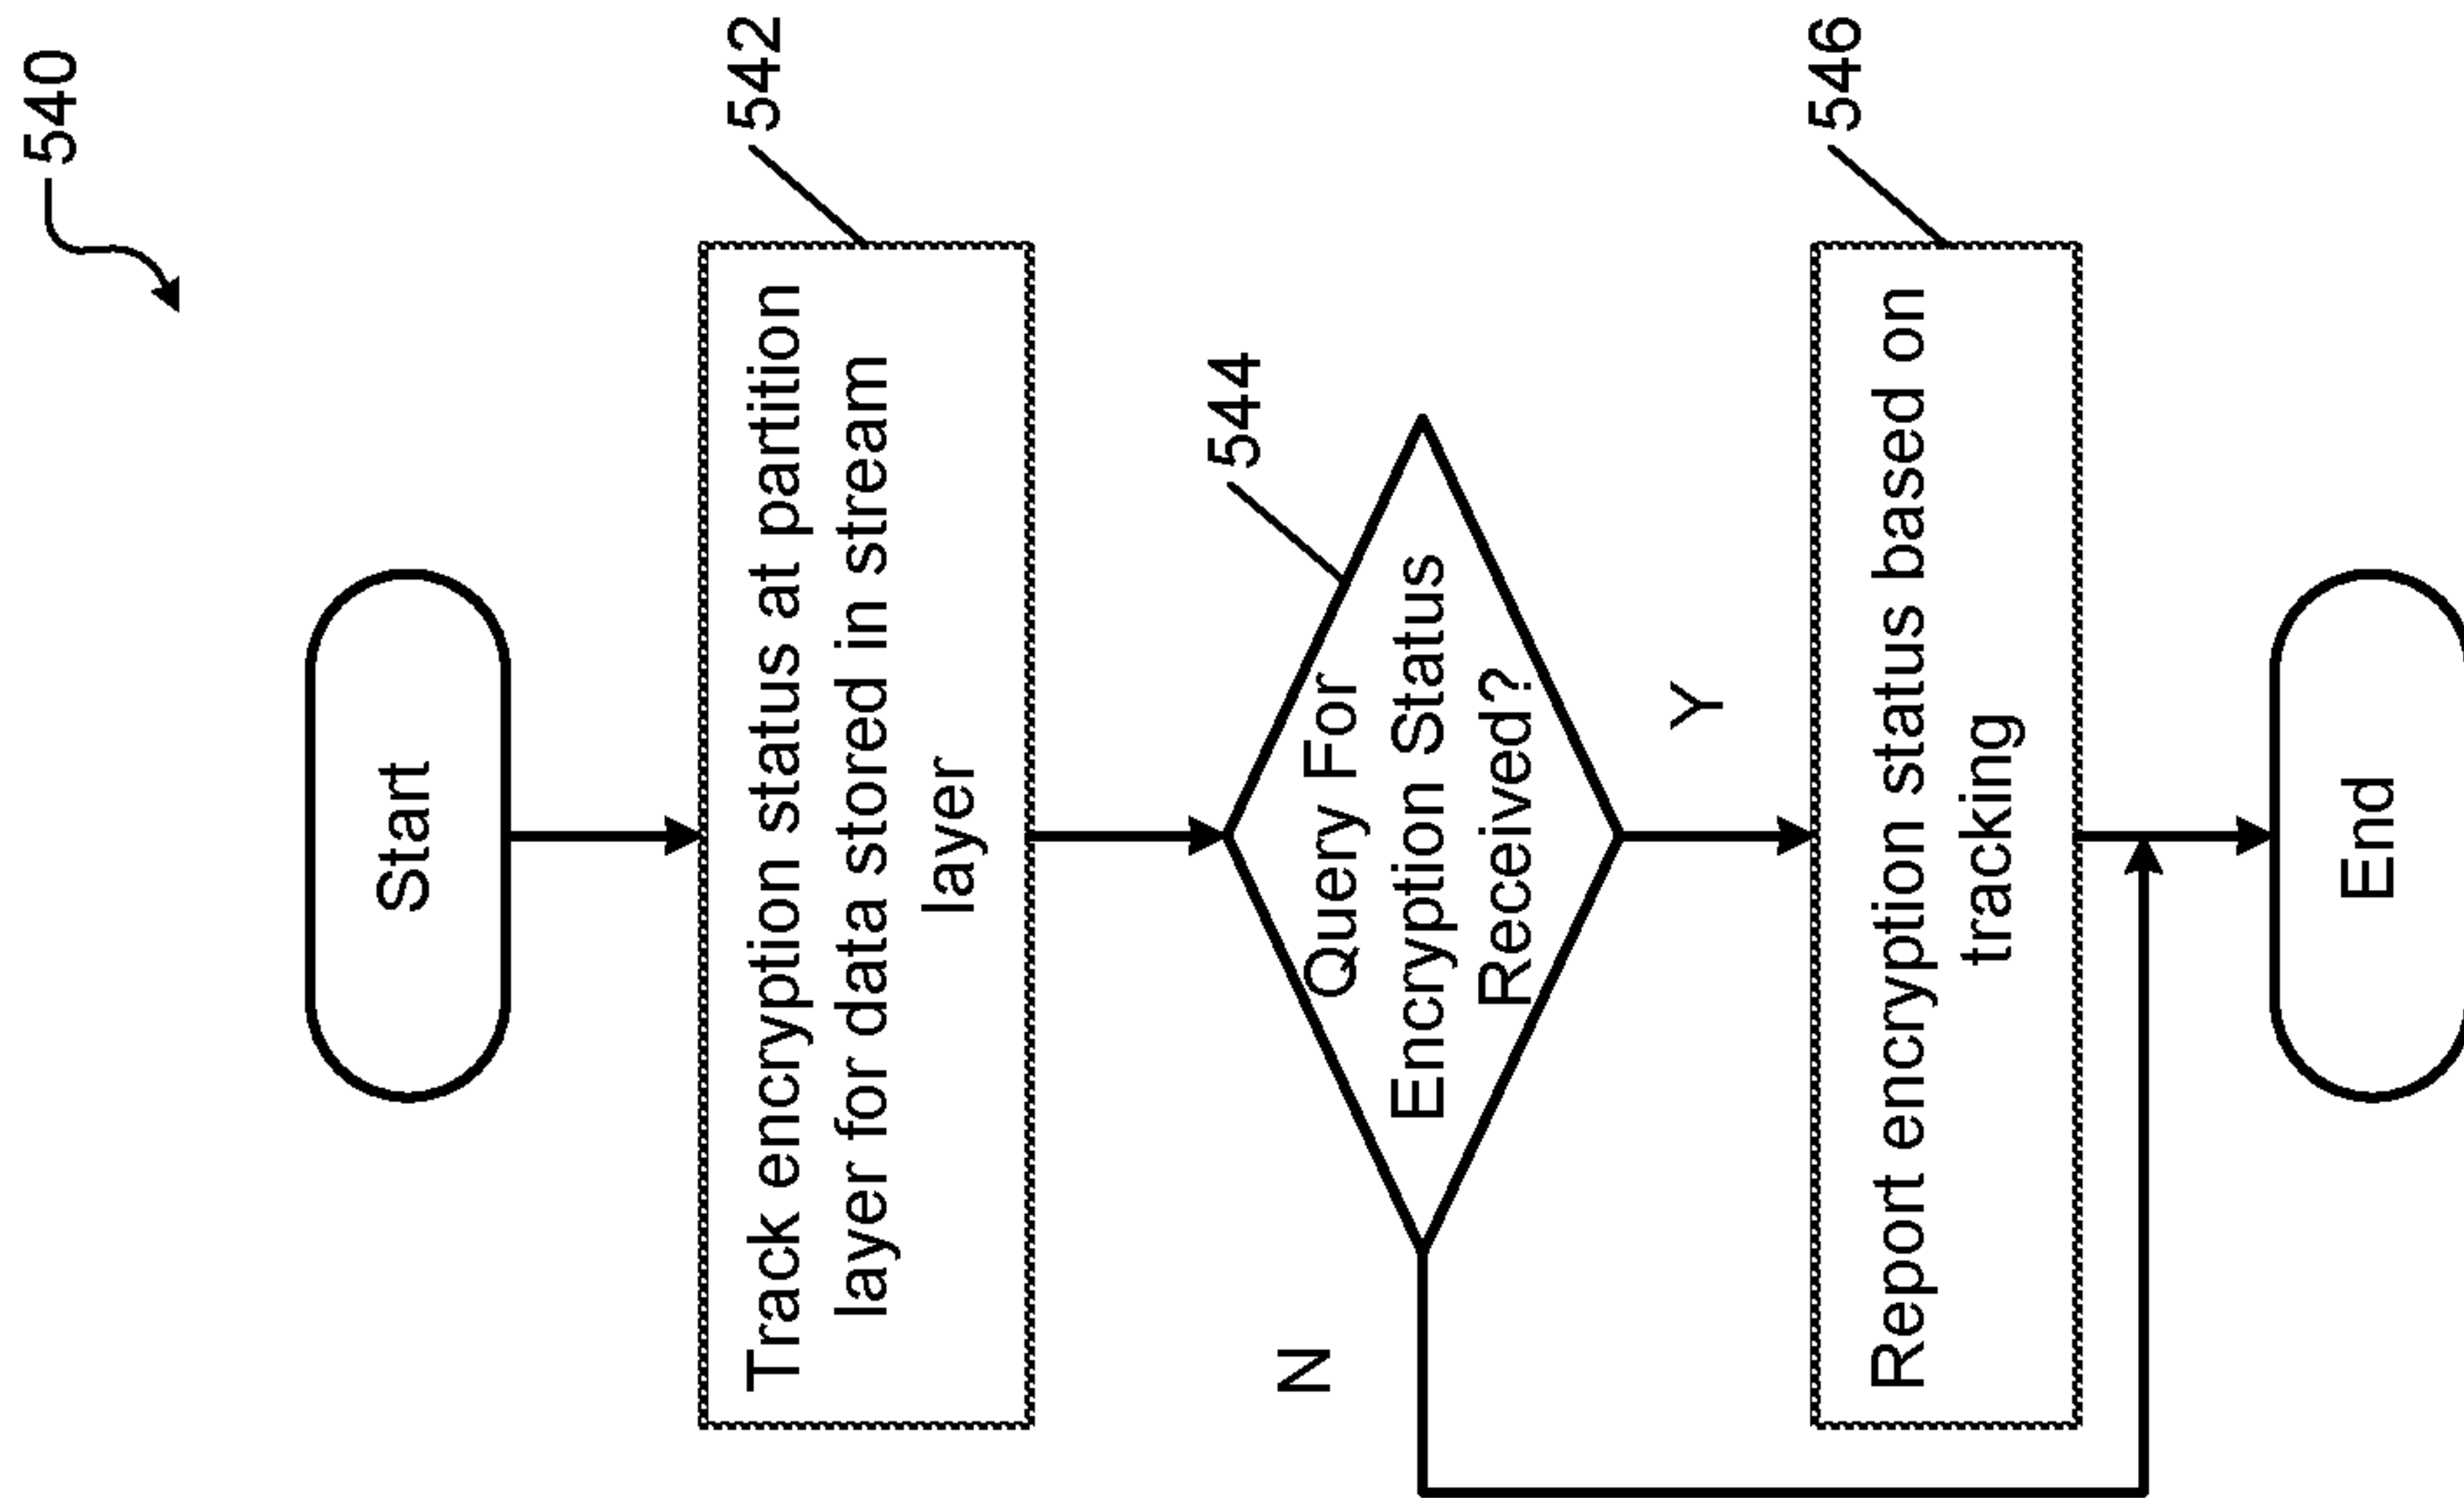 540
Start
Track encryption status at partition
layer for data stored in stream
layer
542
Query For
Encryption Status
Received?
544
N
Y
Report encryption status based on
tracking
546
End